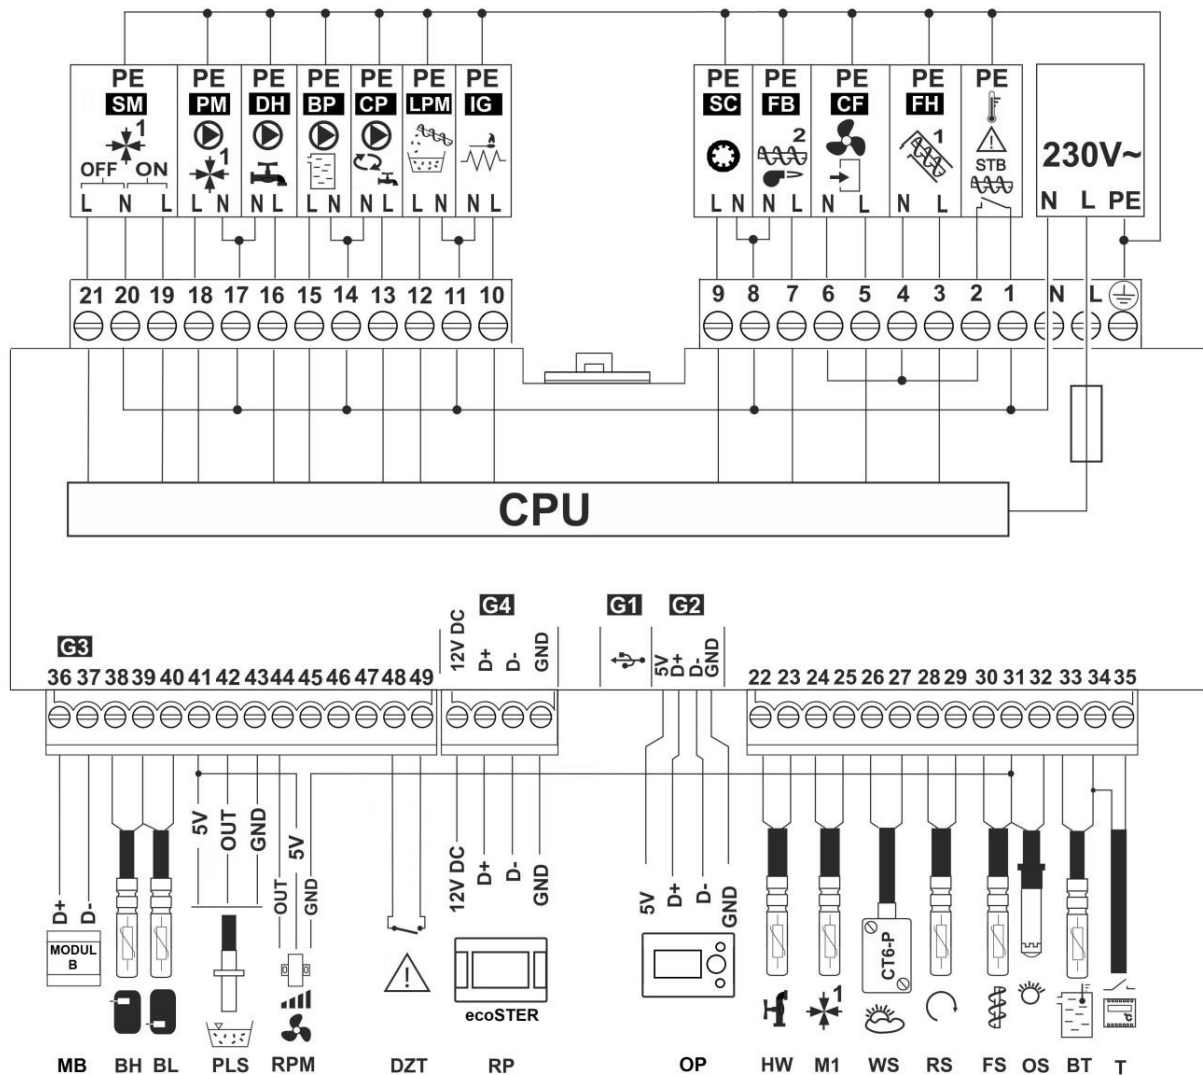 PE PE PE PE PE PE PE PE PE PE PE PE
SM PM DH BP CP LPM IG SC FB CF FH
1 1 2 1
OFF ON STB 230V~
L N L L N N L L N N L L N N L L N N L N L N L N L PE
21 20 19 18 17 16 15 14 13 12 11 10 9 8 7 6 5 4 3 2 1 N L
CPU
G3 G4 G1 G2
12V DC D+ D- GND 5V D+ D- GND
36 37 38 39 40 41 42 43 44 45 46 47 48 49 22 23 24 25 26 27 28 29 30 31 32 33 34 35
D+ D- 5V OUT GND OUT 5V GND 12V DC D+ D- GND 5V D+ D- GND
MODUL
B
CT6-P
ecoSTER
1
°C
MB BH BL PLS RPM DZT RP OP HW M1 WS RS FS OS BT T